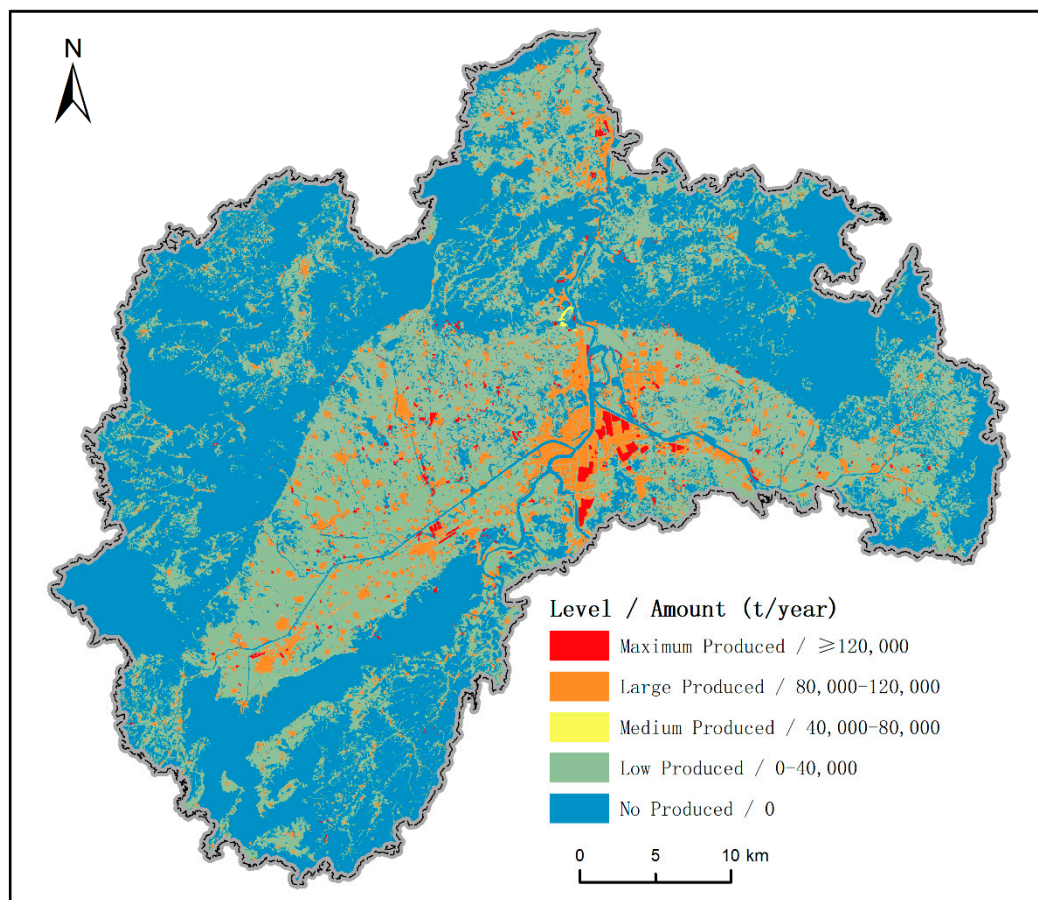 N
Level / Amount (t/year)
Maximum Produced / ≥120,000
Large Produced / 80,000-120,000
Medium Produced / 40,000-80,000
Low Produced / 0-40,000
No Produced / 0
0 5 10 km